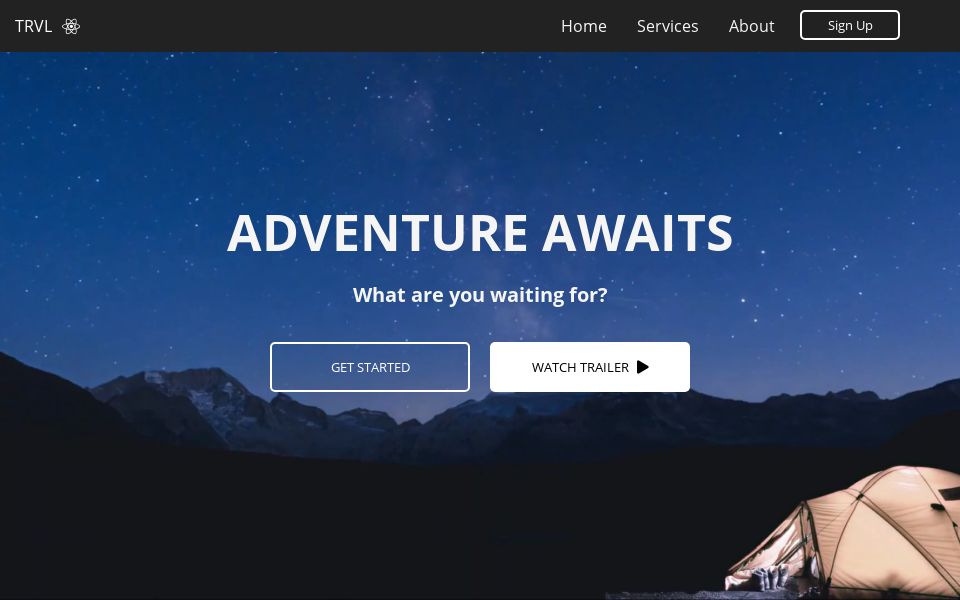 TRVL
Home Services About Sign Up
ADVENTURE AWAITS
What are you waiting for?
GET STARTED WATCH TRAILER